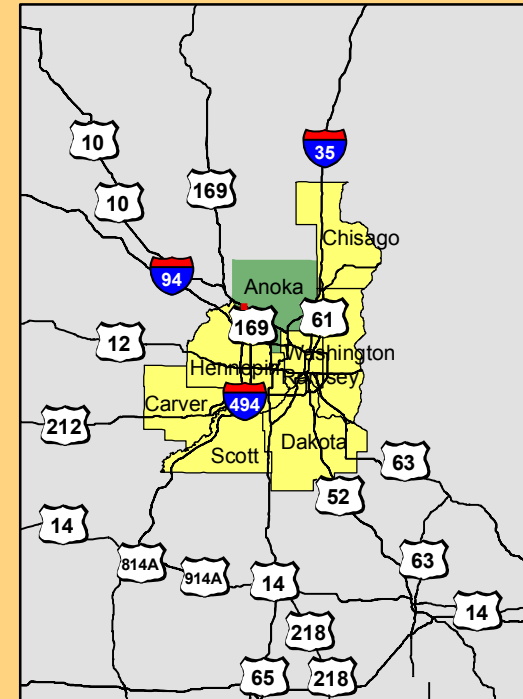 10
35
10
169
Chisago
94
Anoka
169
61
12
Washington
Hennepin
Ramsey
Carver
494
212
Scott
Dakota
63
52
14
814A
914A
14
63
14
218
65
218